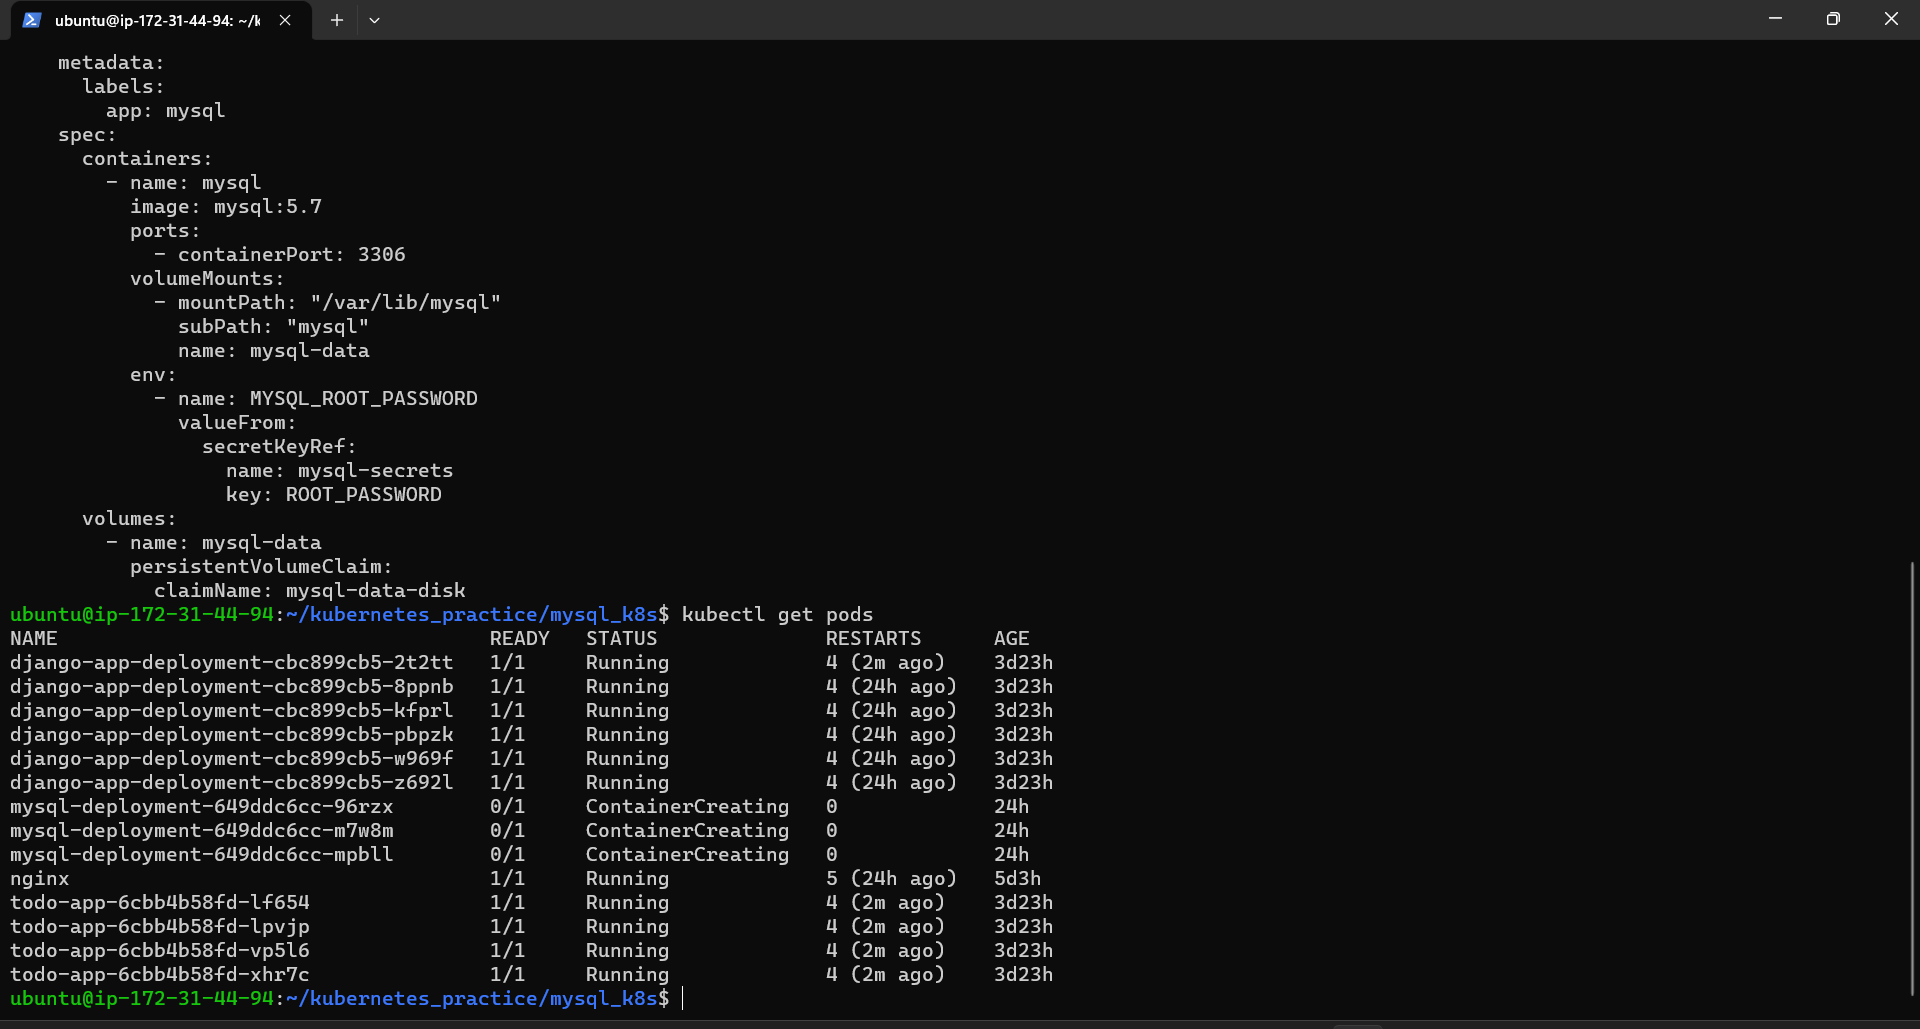 ubuntu@ip-172-31-44-94: ~/k
metadata:
labels:
app: mysql
spec:
containers:
- name: mysql
image: mysql:5.7
ports:
- containerPort: 3306
volumeMounts:
- mountPath: "/var/lib/mysql"
subPath: "mysql"
name: mysql-data
env:
- name: MYSQL_ROOT_PASSWORD
valueFrom:
secretKeyRef:
name: mysql-secrets
key: ROOT_PASSWORD
volumes:
- name: mysql-data
persistentVolumeClaim:
claimName: mysql-data-disk
ubuntu@ip-172-31-44-94:~/kubernetes_practice/mysql_k8s$ kubectl get pods
NAME READY STATUS RESTARTS AGE
django-app-deployment-cbc899cb5-2t2tt 1/1 Running 4 (2m ago) 3d23h
django-app-deployment-cbc899cb5-8ppnb 1/1 Running 4 (24h ago) 3d23h
django-app-deployment-cbc899cb5-kfprl 1/1 Running 4 (24h ago) 3d23h
django-app-deployment-cbc899cb5-pbpzk 1/1 Running 4 (24h ago) 3d23h
django-app-deployment-cbc899cb5-w969f 1/1 Running 4 (24h ago) 3d23h
django-app-deployment-cbc899cb5-z692l 1/1 Running 4 (24h ago) 3d23h
mysql-deployment-649ddc6cc-96rzx 0/1 ContainerCreating 0 24h
mysql-deployment-649ddc6cc-m7w8m 0/1 ContainerCreating 0 24h
mysql-deployment-649ddc6cc-mpbll 0/1 ContainerCreating 0 24h
nginx 1/1 Running 5 (24h ago) 5d3h
todo-app-6cbb4b58fd-lf654 1/1 Running 4 (2m ago) 3d23h
todo-app-6cbb4b58fd-lpvjp 1/1 Running 4 (2m ago) 3d23h
todo-app-6cbb4b58fd-vp5l6 1/1 Running 4 (2m ago) 3d23h
todo-app-6cbb4b58fd-xhr7c 1/1 Running 4 (2m ago) 3d23h
ubuntu@ip-172-31-44-94:~/kubernetes_practice/mysql_k8s$